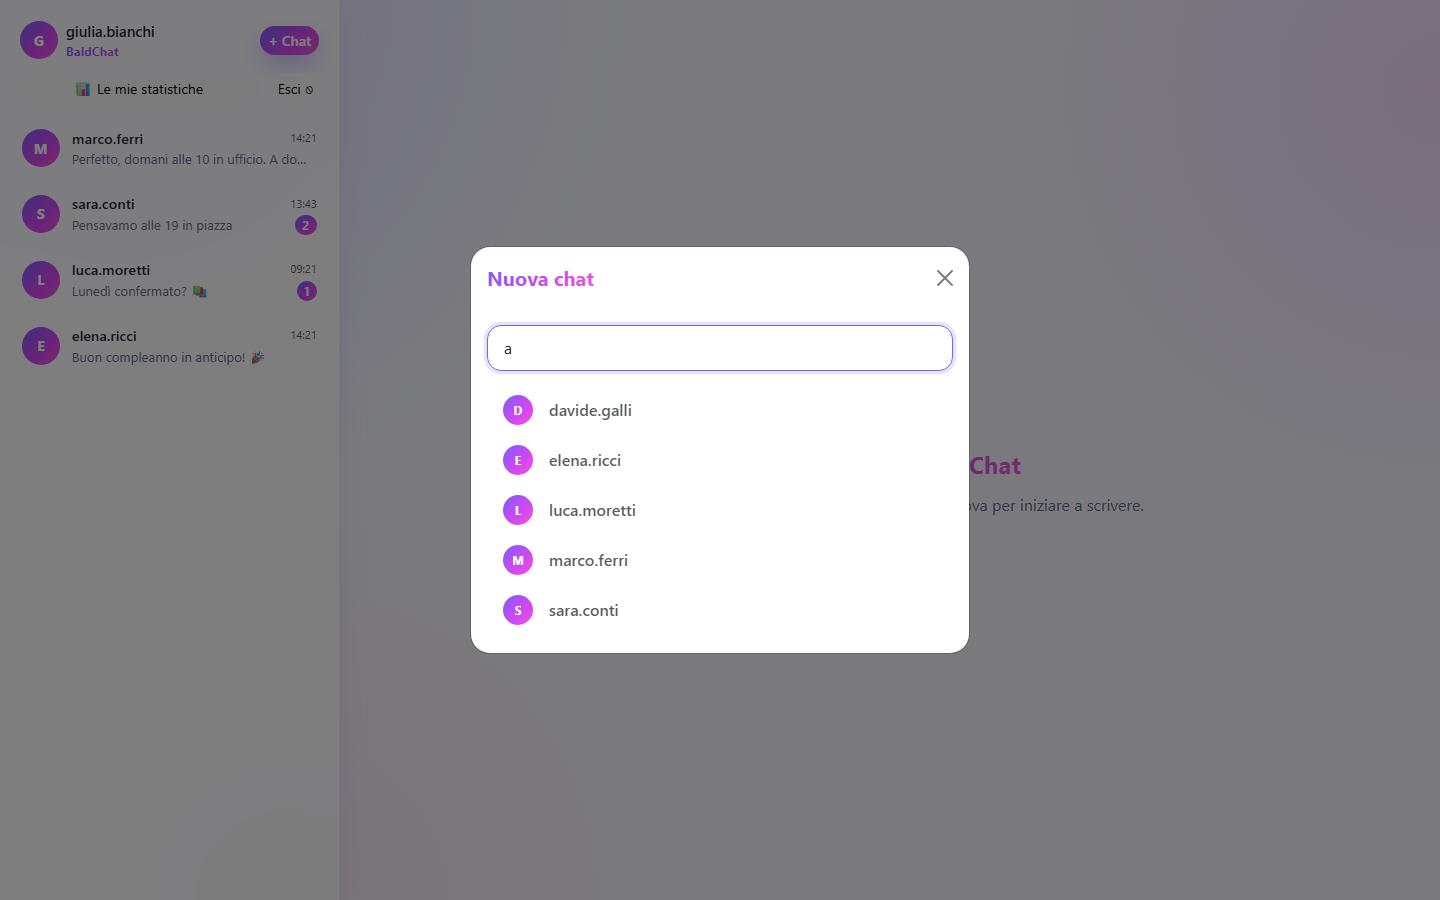 G
giulia.bianchi
BaldChat
+ Chat
📊 Le mie statistiche
Esci
M
marco.ferri
14:21
Perfetto, domani alle 10 in ufficio. A do...
S
sara.conti
13:43
Pensavamo alle 19 in piazza
2
L
luca.moretti
09:21
Lunedì confermato?
1
E
elena.ricci
14:21
Buon compleanno in anticipo! 🎉
Nuova chat
a
D
davide.galli
E
elena.ricci
L
luca.moretti
M
marco.ferri
S
sara.conti
Chat
per iniziare a scrivere.